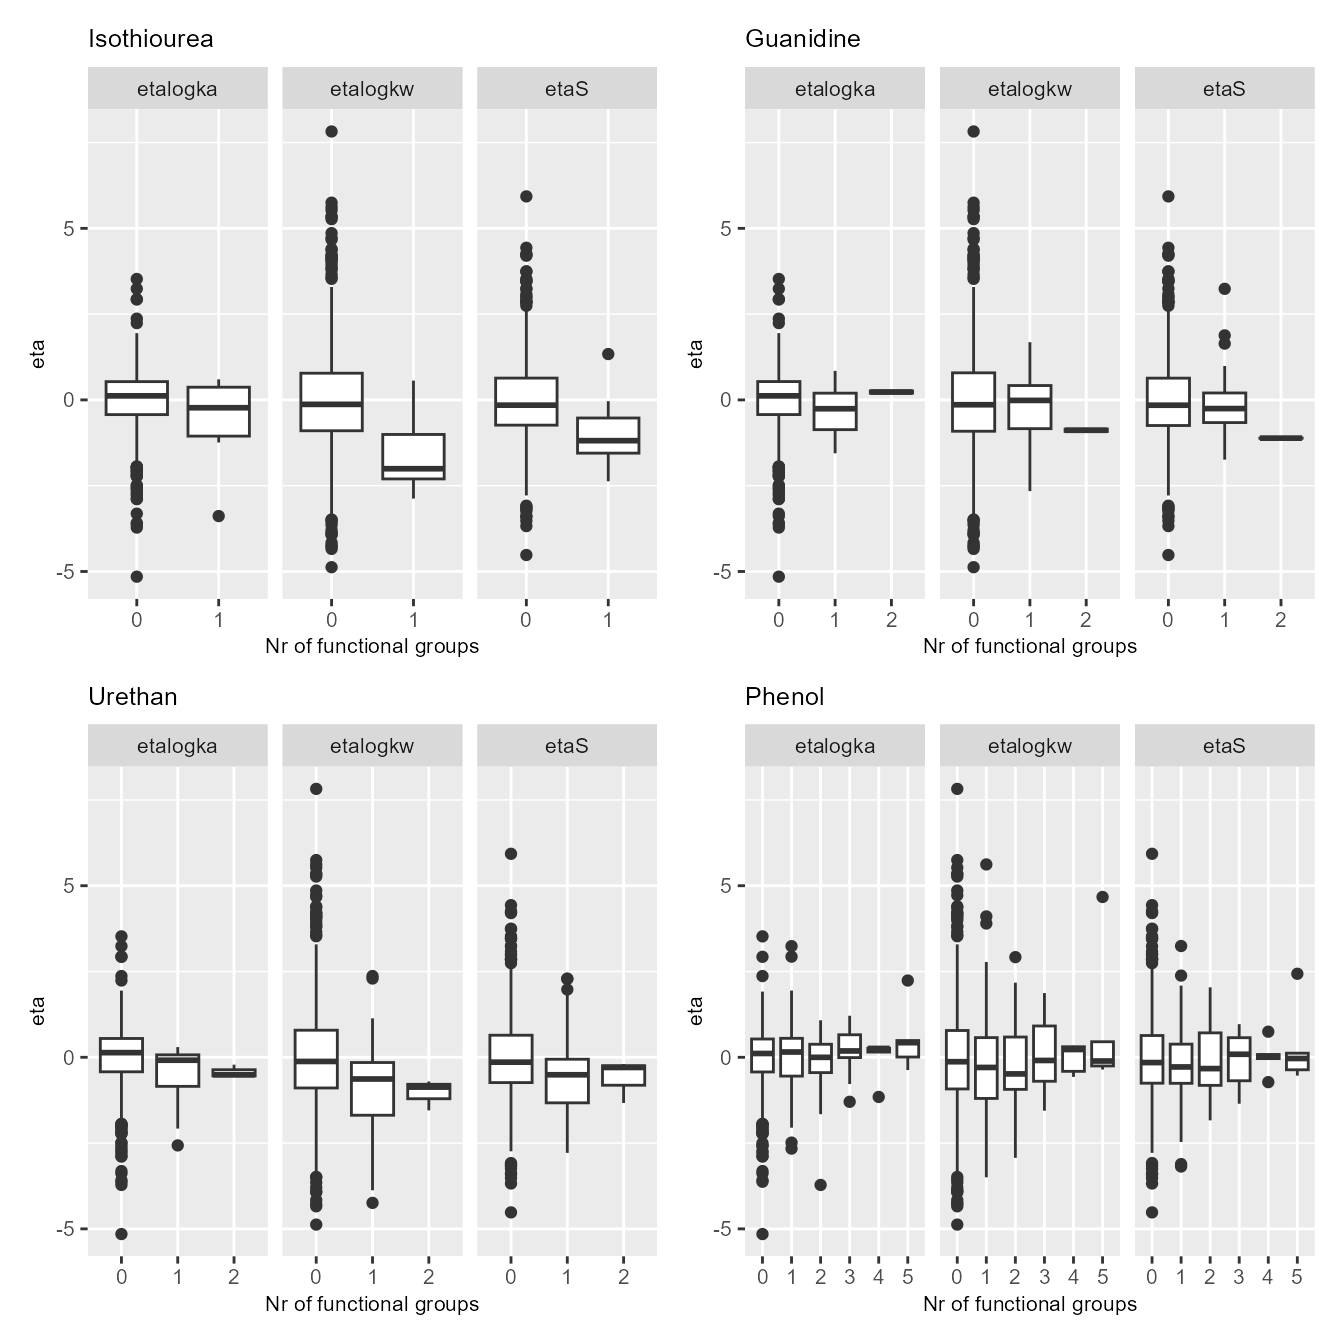 Isothiourea
etalogka etalogkw etaS
5
0
-5
eta
0 1 0 1 0 1
Nr of functional groups
Guanidine
etalogka etalogkw etaS
5
0
-5
eta
0 1 2 0 1 2 0 1 2
Nr of functional groups
Urethan
etalogka etalogkw etaS
5
0
-5
eta
0 1 2 0 1 2 0 1 2
Nr of functional groups
Phenol
etalogka etalogkw etaS
5
0
-5
eta
0 1 2 3 4 5 0 1 2 3 4 5 0 1 2 3 4 5
Nr of functional groups